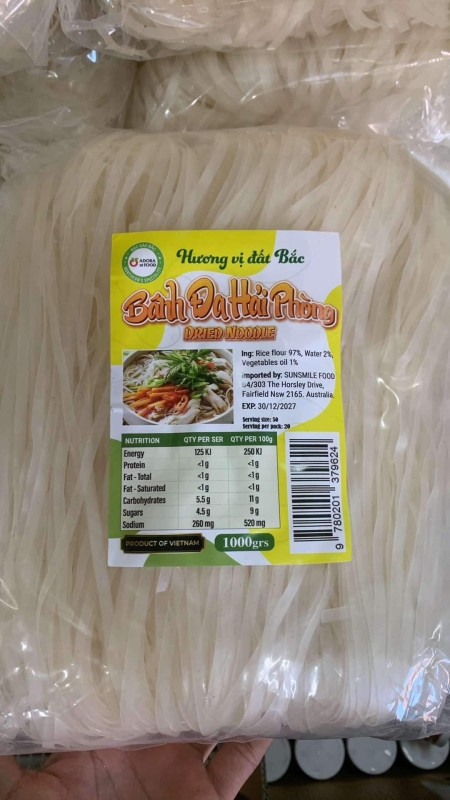 ADORA
FOOD
Hương vị đất Bắc
Bánh Đa Hải Phòng
DRIED NOODLE
Ing: Rice flour 97%, Water 2%,
Vegetables oil 1%
Imported by: SUNSMILE FOOD
D4/303 The Horsley Drive,
Fairfield Nsw 2165. Australia
EXP: 30/12/2027
Serving size: 50
Serving per pack: 20
NUTRITION QTY PER SER QTY PER 100g
Energy 125 KJ 250 KJ
Protein <1 g <1 g
Fat - Total <1 g <1 g
Fat - Saturated <1 g <1 g
Carbohydrates 5.5 g 11 g
Sugars 4.5 g 9 g
Sodium 260 mg 520 mg
PRODUCT OF VIETNAM
1000grs
9 780201 379624